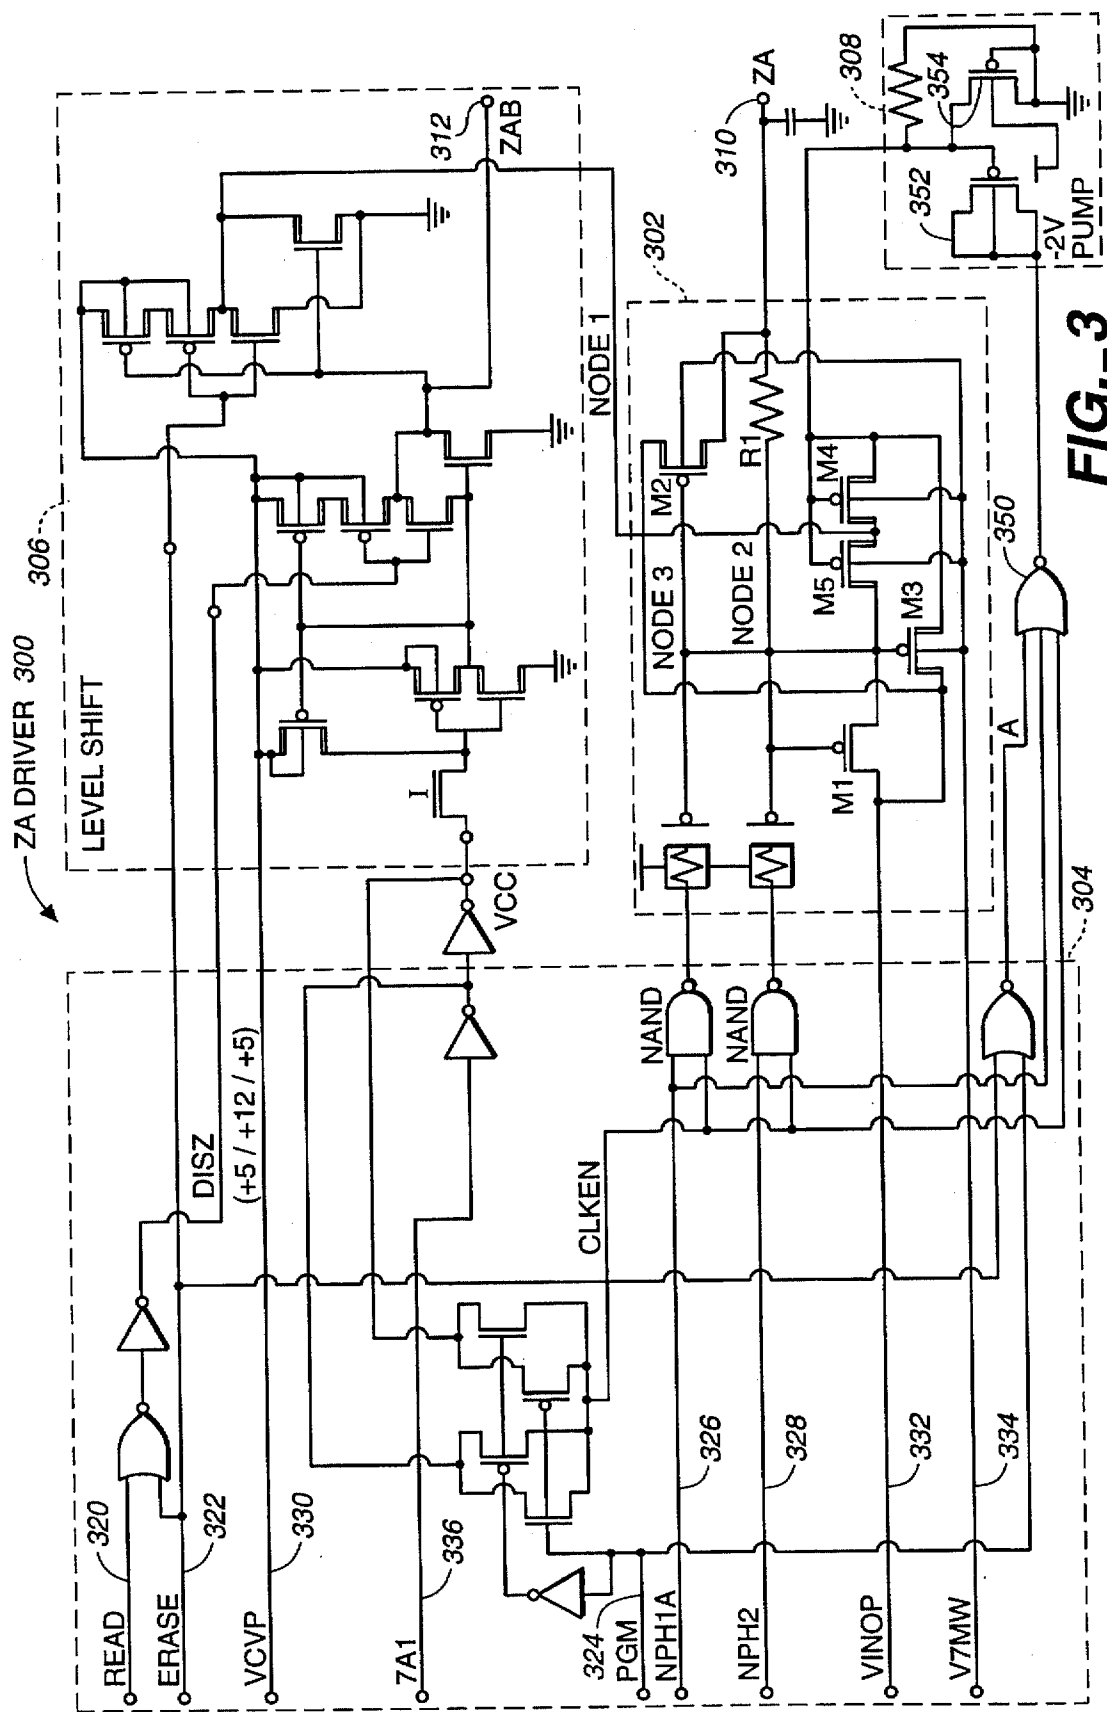 ZA DRIVER 300
306
LEVEL SHIFT
READ
320
ERASE
322
VCVP
330
7A1
336
324
PGM
NPH1A
326
NPH2
328
VINOP
332
V7MW
334
DISZ
(+5 / +12 / +5)
CLKEN
VCC
I
312
ZAB
NODE 1
302
NAND
NAND
NODE 3
NODE 2
M2
R1
M1
M5
M4
M3
310
ZA
304
A
350
308
352
354
-2V
PUMP
FIG._3